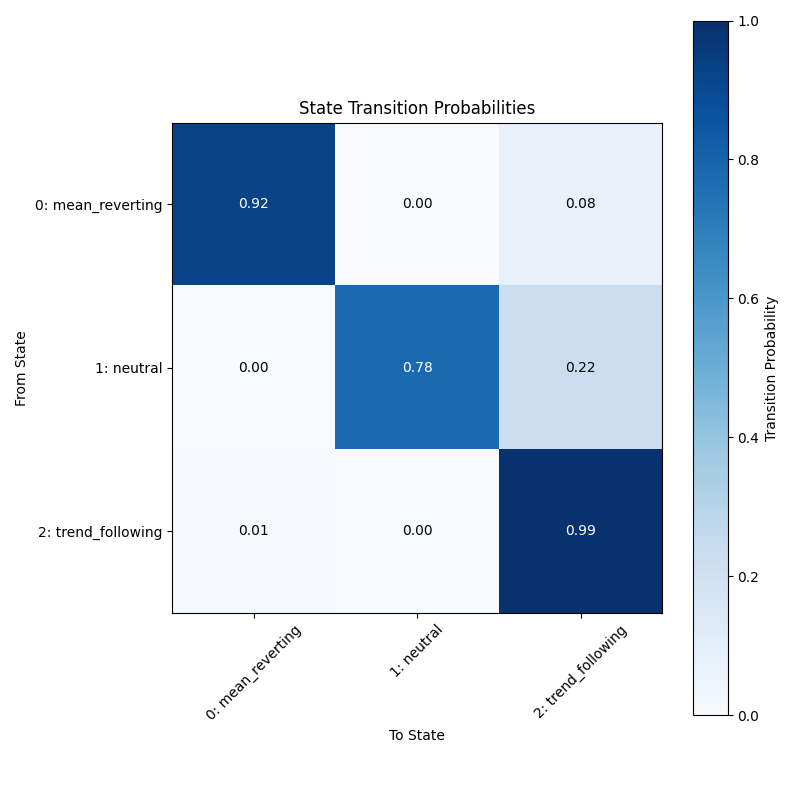 State Transition Probabilities
From State
0: mean_reverting
1: neutral
2: trend_following
0.92 0.00 0.08
0.00 0.78 0.22
0.01 0.00 0.99
0: mean_reverting
1: neutral
2: trend_following
To State
1.0
0.8
0.6
0.4
0.2
0.0
Transition Probability